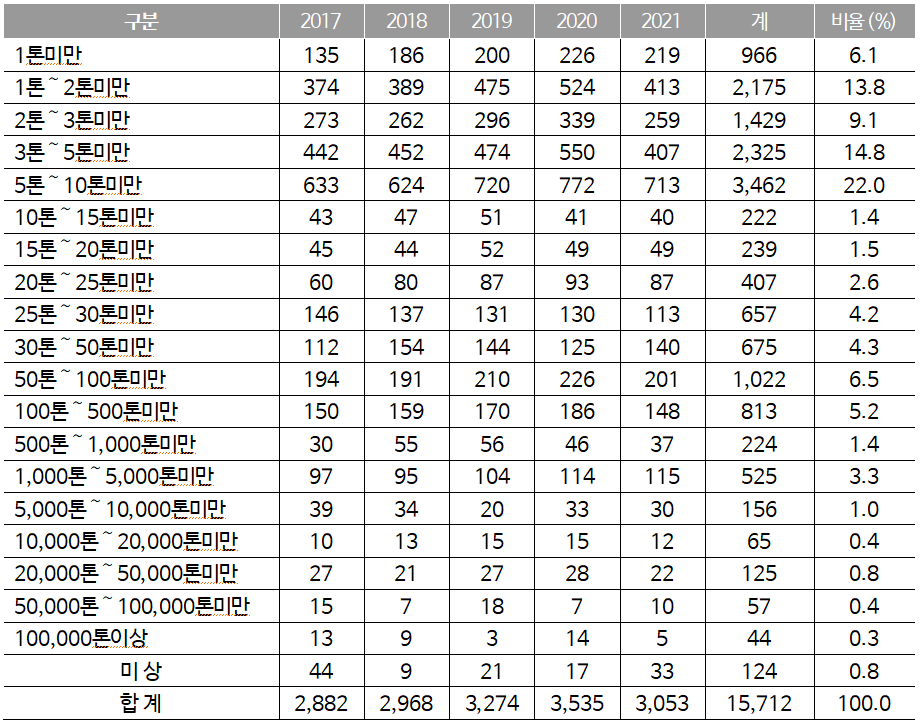 구분 2017 2018 2019 2020 2021 계 비율 (%)
1톤미만 135 186 200 226 219 966 6.1
1톤 ~ 2톤미만 374 389 475 524 413 2,175 13.8
2톤 ~ 3톤미만 273 262 296 339 259 1,429 9.1
3톤 ~ 5톤미만 442 452 474 550 407 2,325 14.8
5톤 ~ 10톤미만 633 624 720 772 713 3,462 22.0
10톤 ~ 15톤미만 43 47 51 41 40 222 1.4
15톤 ~ 20톤미만 45 44 52 49 49 239 1.5
20톤 ~ 25톤미만 60 80 87 93 87 407 2.6
25톤 ~ 30톤미만 146 137 131 130 113 657 4.2
30톤 ~ 50톤미만 112 154 144 125 140 675 4.3
50톤 ~ 100톤미만 194 191 210 226 201 1,022 6.5
100톤 ~ 500톤미만 150 159 170 186 148 813 5.2
500톤 ~ 1,000톤미만 30 55 56 46 37 224 1.4
1,000톤 ~ 5,000톤미만 97 95 104 114 115 525 3.3
5,000톤 ~ 10,000톤미만 39 34 20 33 30 156 1.0
10,000톤 ~ 20,000톤미만 10 13 15 15 12 65 0.4
20,000톤 ~ 50,000톤미만 27 21 27 28 22 125 0.8
50,000톤 ~ 100,000톤미만 15 7 18 7 10 57 0.4
100,000톤이상 13 9 3 14 5 44 0.3
미 상 44 9 21 17 33 124 0.8
합 계 2,882 2,968 3,274 3,535 3,053 15,712 100.0